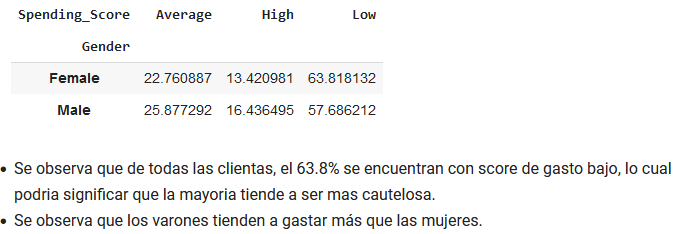 Spending_Score Average High Low
Gender
Female 22.760887 13.420981 63.818132
Male 25.877292 16.436495 57.686212
• Se observa que de todas las clientas, el 63.8% se encuentran con score de gasto bajo, lo cual
podria significar que la mayoria tiende a ser mas cautelosa.
• Se observa que los varones tienden a gastar más que las mujeres.